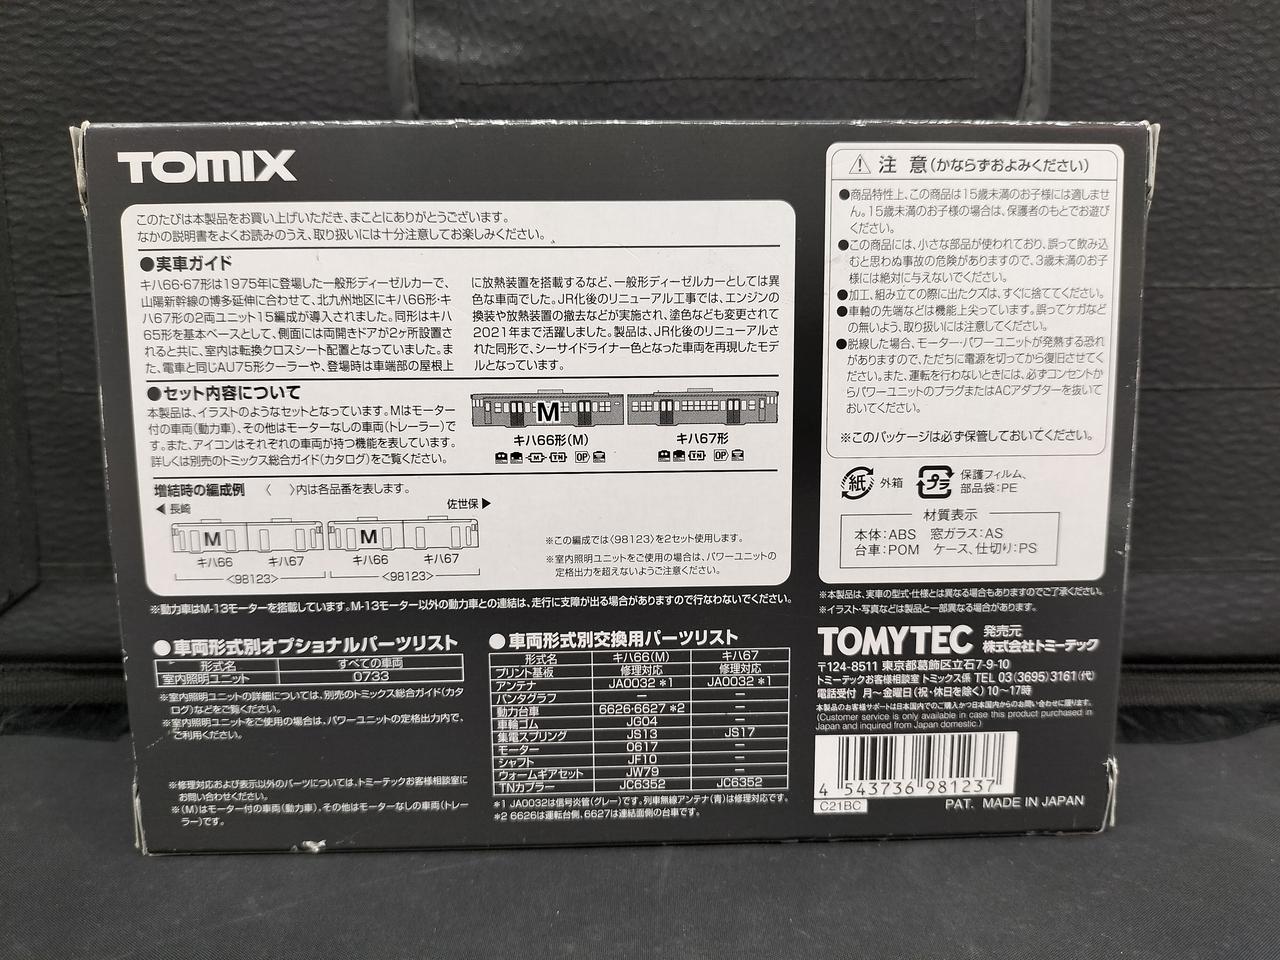 TOMIX
このたびは本製品をお買い上げいただき、まことにありがとうございます。
なかの説明書をよくお読みのうえ、取り扱いには十分注意してお楽しみください。
●実車ガイド
キハ66・67形は1975年に登場した一般形ディーゼルカーで、
山陽新幹線の博多延伸に合わせて、北九州地区にキハ66形・キ
ハ67形の2両ユニット15編成が導入されました。同形はキハ
65形を基本ベースとして、側面には両開きドアが2ヶ所設置さ
れると共に、室内は転換クロスシート配置となっていました。ま
た、電車と同じAU75形クーラーや、登場時は車端部の屋根上
に放熱装置を搭載するなど、一般形ディーゼルカーとしては異
色な車両でした。JR化後のリニューアル工事では、エンジンの
換装や放熱装置の撤去などが実施され、塗色なども変更されて
2021年まで活躍しました。製品は、JR化後のリニューアルさ
れた同形で、シーサイドライナー色となった車両を再現したモデ
ルとなっています。
●セット内容について
本製品は、イラストのようなセットとなっています。Mはモーター
付の車両(動力車)、その他はモーターなしの車両(トレーラー)で
す。また、アイコンはそれぞれの車両が持つ機能を表しています。
詳しくは別売のトミックス総合ガイド(カタログ)をご覧ください。
M
キハ66形(M) キハ67形
M TN OP TN OP
増結時の編成例 〈 〉内は各品番を表します。
◀長崎 佐世保▶
M M
キハ66 キハ67 キハ66 キハ67
<98123> <98123>
※この編成では〈98123〉を2セット使用します。
※室内照明ユニットをご使用の場合は、パワーユニットの
定格出力を超えないようご注意ください。
※動力車はM-13モーターを搭載しています。M-13モーター以外の動力車との連結は、走行に支障が出る場合がありますので行なわないでください。
●車両形式別オプショナルパーツリスト
形式名 すべての車両
室内照明ユニット 0733
※室内照明ユニットの詳細については、別売のトミックス総合ガイド(カタ
ログ)などをご覧ください。
※室内照明ユニットをご使用の場合は、パワーユニットの定格出力内で、
ご利用ください。
※修理対応および表示以外のパーツについては、トミーテックお客様相談室に
お問い合わせください。
※(M)はモーター付の車両(動力車)、その他はモーターなしの車両(トレー
ラー)です。
●車両形式別交換用パーツリスト
形式名 キハ66(M) キハ67
プリント基板 修理対応 修理対応
アンテナ JA0032 *1 JA0032 *1
パンタグラフ — —
動力台車 6626・6627 *2 —
車輪ゴム JG04 —
集電スプリング JS13 JS17
モーター 0617 —
シャフト JF10 —
ウォームギアセット JW79 —
TNカプラー JC6352 JC6352
*1 JA0032は信号炎管(グレー)です。列車無線アンテナ(青)は修理対応です。
*2 6626は運転台側、6627は連結面側の台車です。
注 意(かならずおよみください)
●商品特性上、この商品は15歳未満のお子様には適しませ
ん。15歳未満のお子様の場合は、保護者のもとでお遊び
ください。
●この商品には、小さな部品が使われており、誤って飲み込
むと思わぬ事故の危険がありますので、3歳未満のお子
様には絶対に与えないでください。
●加工、組み立ての際に出たクズは、すぐに捨ててください。
●車軸の先端などは機能上尖っています。誤ってケガなど
の無いよう、取り扱いには注意してください。
●脱線した場合、モーター・パワーユニットが発熱する恐れ
がありますので、ただちに電源を切ってから復旧させてく
ださい。また、運転を行わないときには、必ずコンセントか
らパワーユニットのプラグまたはACアダプターを抜いて
おいてください。
※このパッケージは必ず保管しておいてください。
紙 外箱 プラ 保護フィルム、
部品袋:PE
材質表示
本体:ABS 窓ガラス:AS
台車:POM ケース、仕切り:PS
※本製品は、実車の型式・仕様とは異なる場合もありますのでご了承ください。
※イラスト・写真などは製品と一部異なる場合があります。
TOMYTEC 発売元
株式会社トミーテック
〒124-8511 東京都葛飾区立石7-9-10
トミーテックお客様相談室 トミックス係 TEL 03(3695)3161(代)
電話受付 月〜金曜日(祝・休日を除く) 10〜17時
本製品のお客様サポートは日本国内でのご購入かつ日本国内からのお問い合わせに限ります。
(Customer service is only available in case this product purchased in
Japan and inquired from Japan domestic.)
4 543736 981237
C21BC
PAT. MADE IN JAPAN